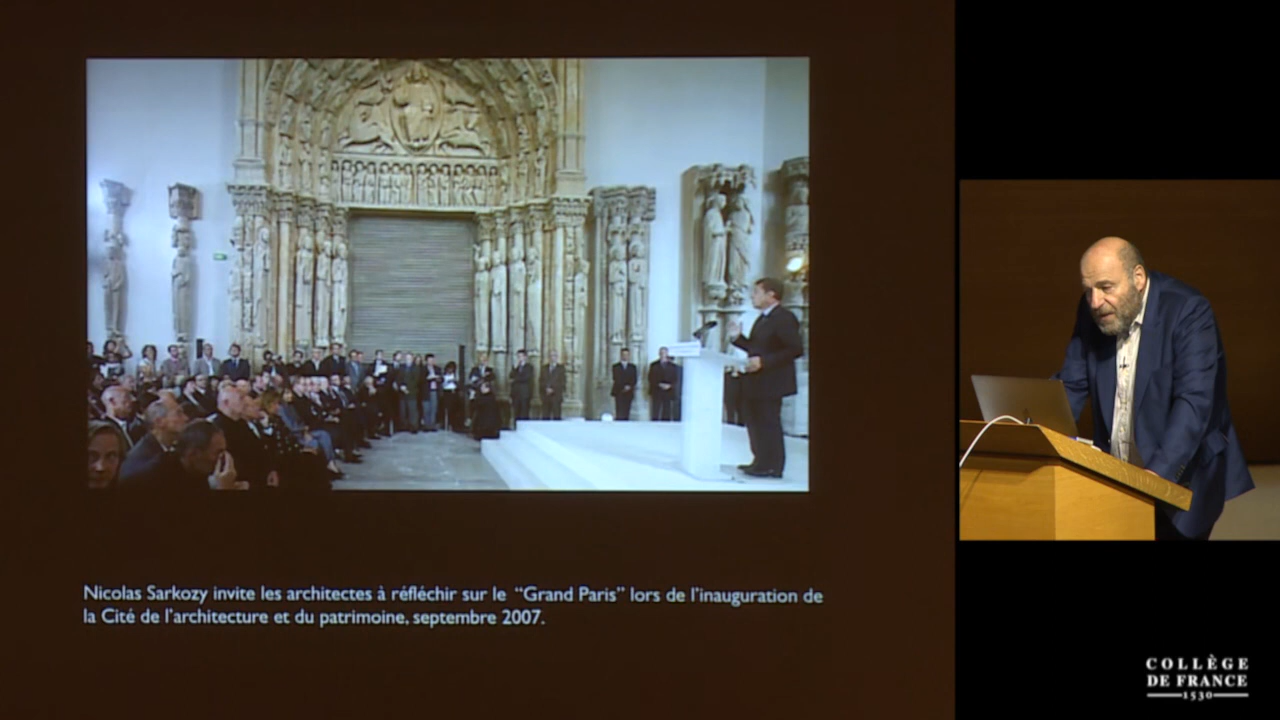 Nicolas Sarkozy invite les architectes à réfléchir sur le “Grand Paris” lors de l’inauguration de
la Cité de l’architecture et du patrimoine, septembre 2007.
COLLÈGE
DE FRANCE
1530